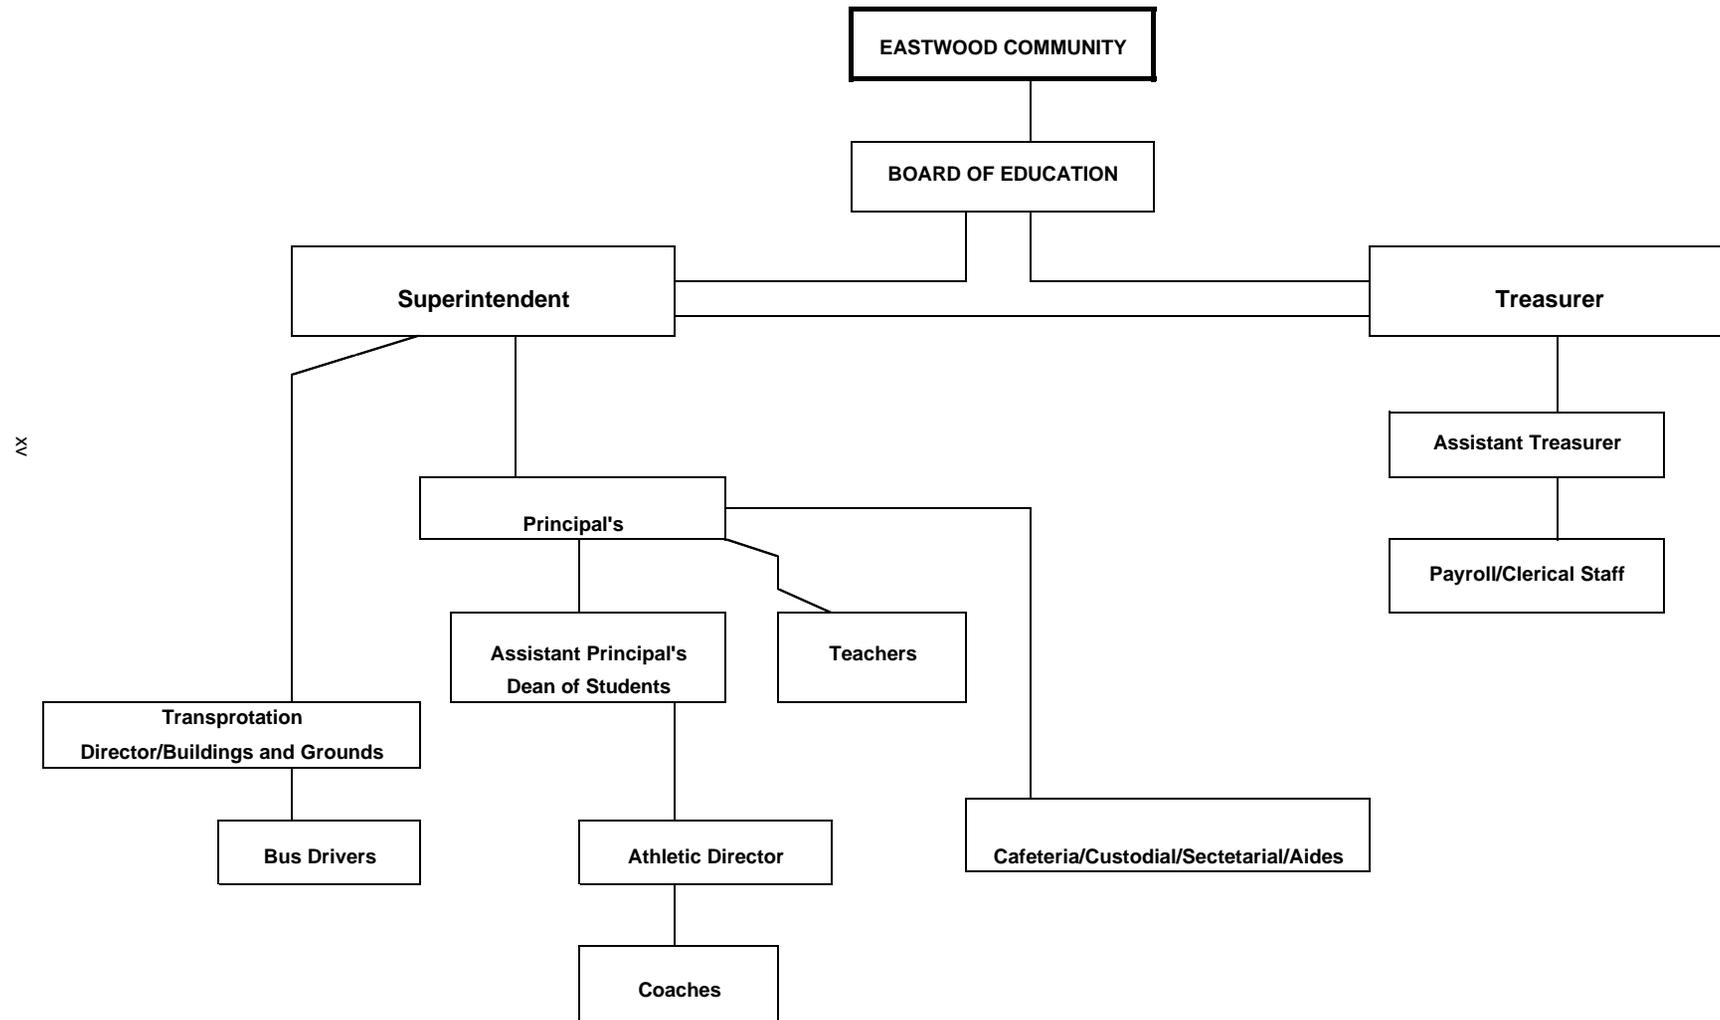 EASTWOOD COMMUNITY
BOARD OF EDUCATION
Superintendent
Treasurer
xv
Assistant Treasurer
Principal's
Payroll/Clerical Staff
Assistant Principal's
Dean of Students
Teachers
Transprotation
Director/Buildings and Grounds
Bus Drivers
Athletic Director
Cafeteria/Custodial/Sectetarial/Aides
Coaches